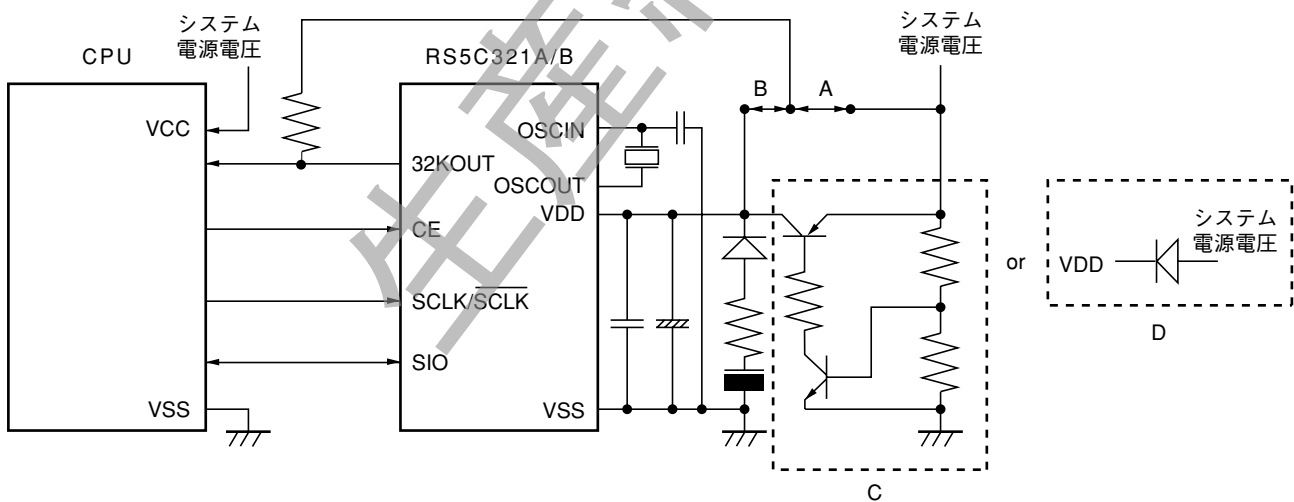 システム
電源電圧
システム
電源電圧
CPU
RS5C321A/B
B
A
VCC
OSCIN
32KOUT
OSCOUT
VDD
CE
SCLK/SCLK
SIO
VSS
VSS
or
VDD
システム
電源電圧
D
C
生産